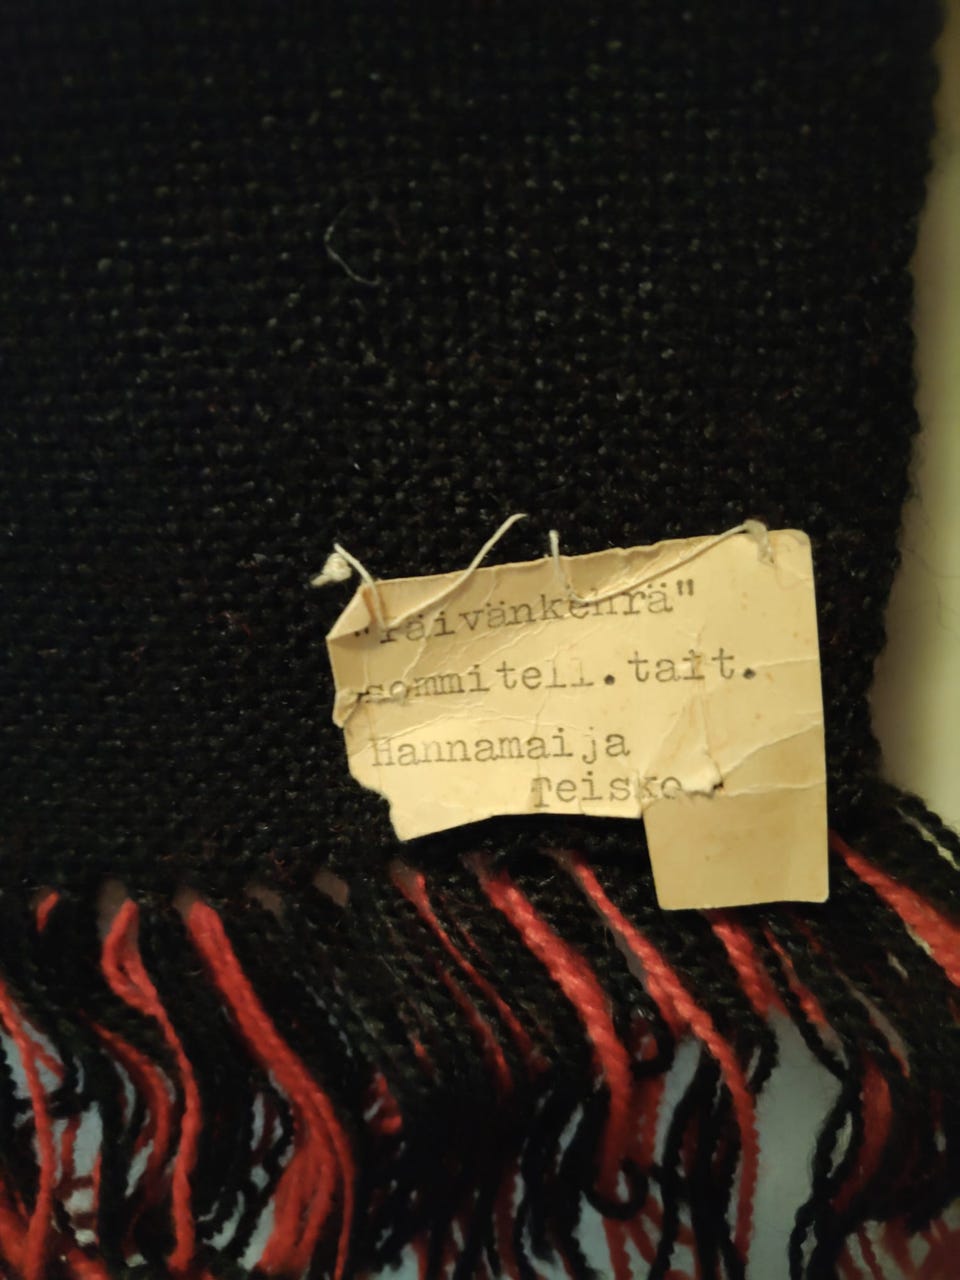 "Päivänkehrä"
sommitell.tait.
Hannamaija
Teisko